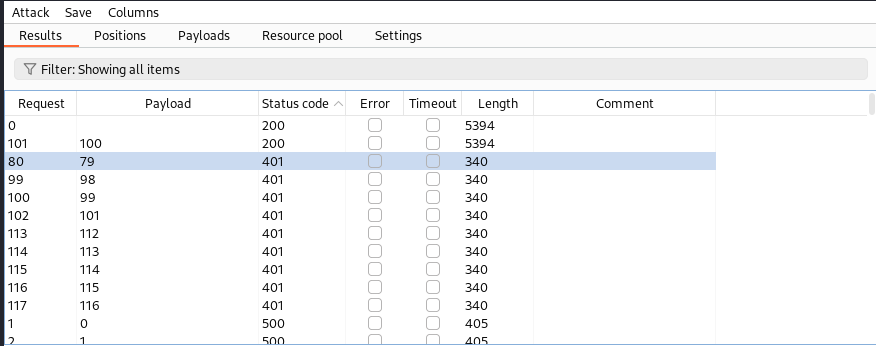 Attack Save Columns
Results Positions Payloads Resource pool Settings
Filter: Showing all items
Request Payload Status code Error Timeout Length Comment
0 200 5394
101 100 200 5394
80 79 401 340
99 98 401 340
100 99 401 340
102 101 401 340
113 112 401 340
114 113 401 340
115 114 401 340
116 115 401 340
117 116 401 340
1 0 500 405
2 1 500 405